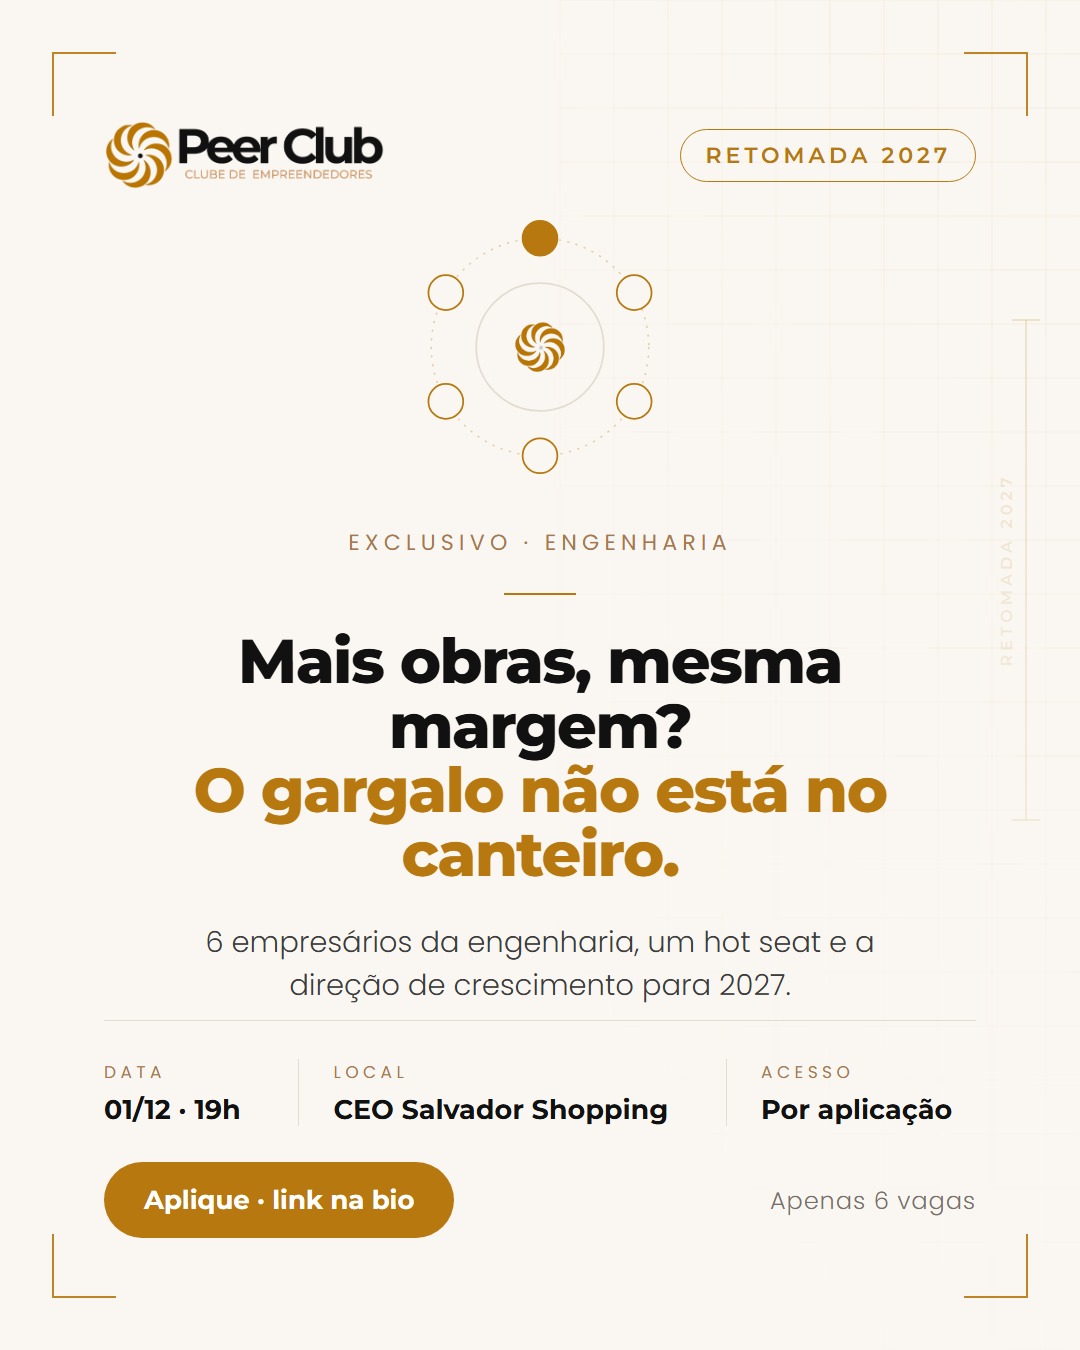 Peer Club
CLUBE DE EMPREENDEDORES
RETOMADA 2027
EXCLUSIVO · ENGENHARIA
Mais obras, mesma
margem?
O gargalo não está no
canteiro.
6 empresários da engenharia, um hot seat e a
direção de crescimento para 2027.
RETOMADA 2027
DATA
01/12 · 19h
LOCAL
CEO Salvador Shopping
ACESSO
Por aplicação
Aplique · link na bio
Apenas 6 vagas